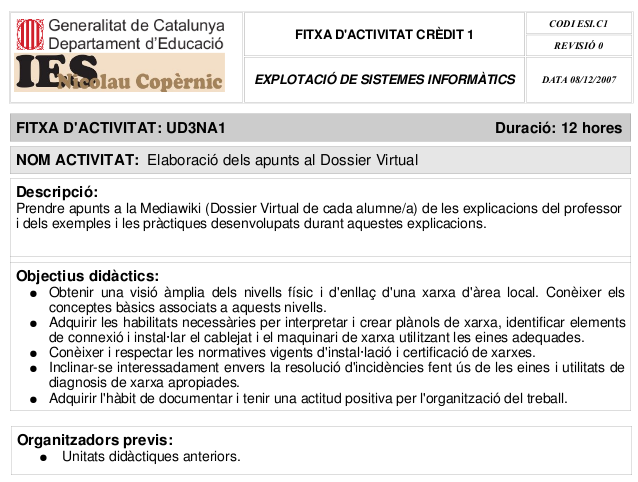 Generalitat de Catalunya
Departament d'Educació
IES
Nicolau Copèrnic
FITXA D'ACTIVITAT CRÈDIT 1
EXPLOTACIÓ DE SISTEMES INFORMÀTICS
CODI ESI.C1
REVISIÓ 0
DATA 08/12/2007
FITXA D'ACTIVITAT: UD3NA1 Duració: 12 hores
NOM ACTIVITAT: Elaboració dels apunts al Dossier Virtual
Descripció:
Prendre apunts a la Mediawiki (Dossier Virtual de cada alumne/a) de les explicacions del professor
i dels exemples i les pràctiques desenvolupats durant aquestes explicacions.
Objectius didàctics:
● Obtenir una visió àmplia dels nivells físic i d'enllaç d'una xarxa d'àrea local. Conèixer els
conceptes bàsics associats a aquests nivells.
● Adquirir les habilitats necessàries per interpretar i crear plànols de xarxa, identificar elements
de connexió i instal·lar el cablejat i el maquinari de xarxa utilitzant les eines adequades.
● Conèixer i respectar les normatives vigents d'instal·lació i certificació de xarxes.
● Inclinar-se interessadament envers la resolució d'incidències fent ús de les eines i utilitats de
diagnosis de xarxa apropiades.
● Adquirir l'hàbit de documentar i tenir una actitud positiva per l'organització del treball.
Organitzadors previs:
● Unitats didàctiques anteriors.